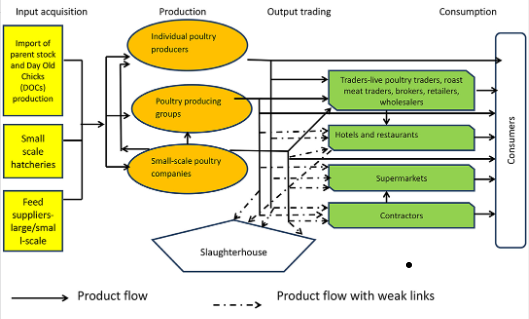 Input acquisition
Production
Output trading
Consumption
Import of
parent stock
and Day Old
Chicks
(DOCs)
production
Small
scale
hatcheries
Feed
suppliers-
large/smal
l-scale
Individual poultry
producers
Poultry producing
groups
Small-scale poultry
companies
Traders-live poultry traders, roast
meat traders, brokers, retailers,
wholesalers
Hotels and restaurants
Supermarkets
Contractors
Slaughterhouse
Consumers
Product flow
Product flow with weak links